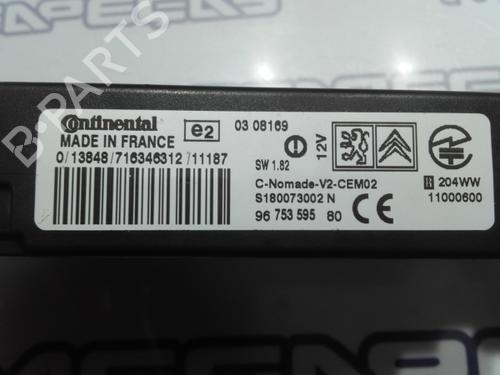 Continental
MADE IN FRANCE
e2
03 08169
0/13848/716346312/11187
SW 1.82
12V
C-Nomade-V2-CEM02
S180073002 N
96 753 595 80
CE
R 204WW
11000600
B-PARTS